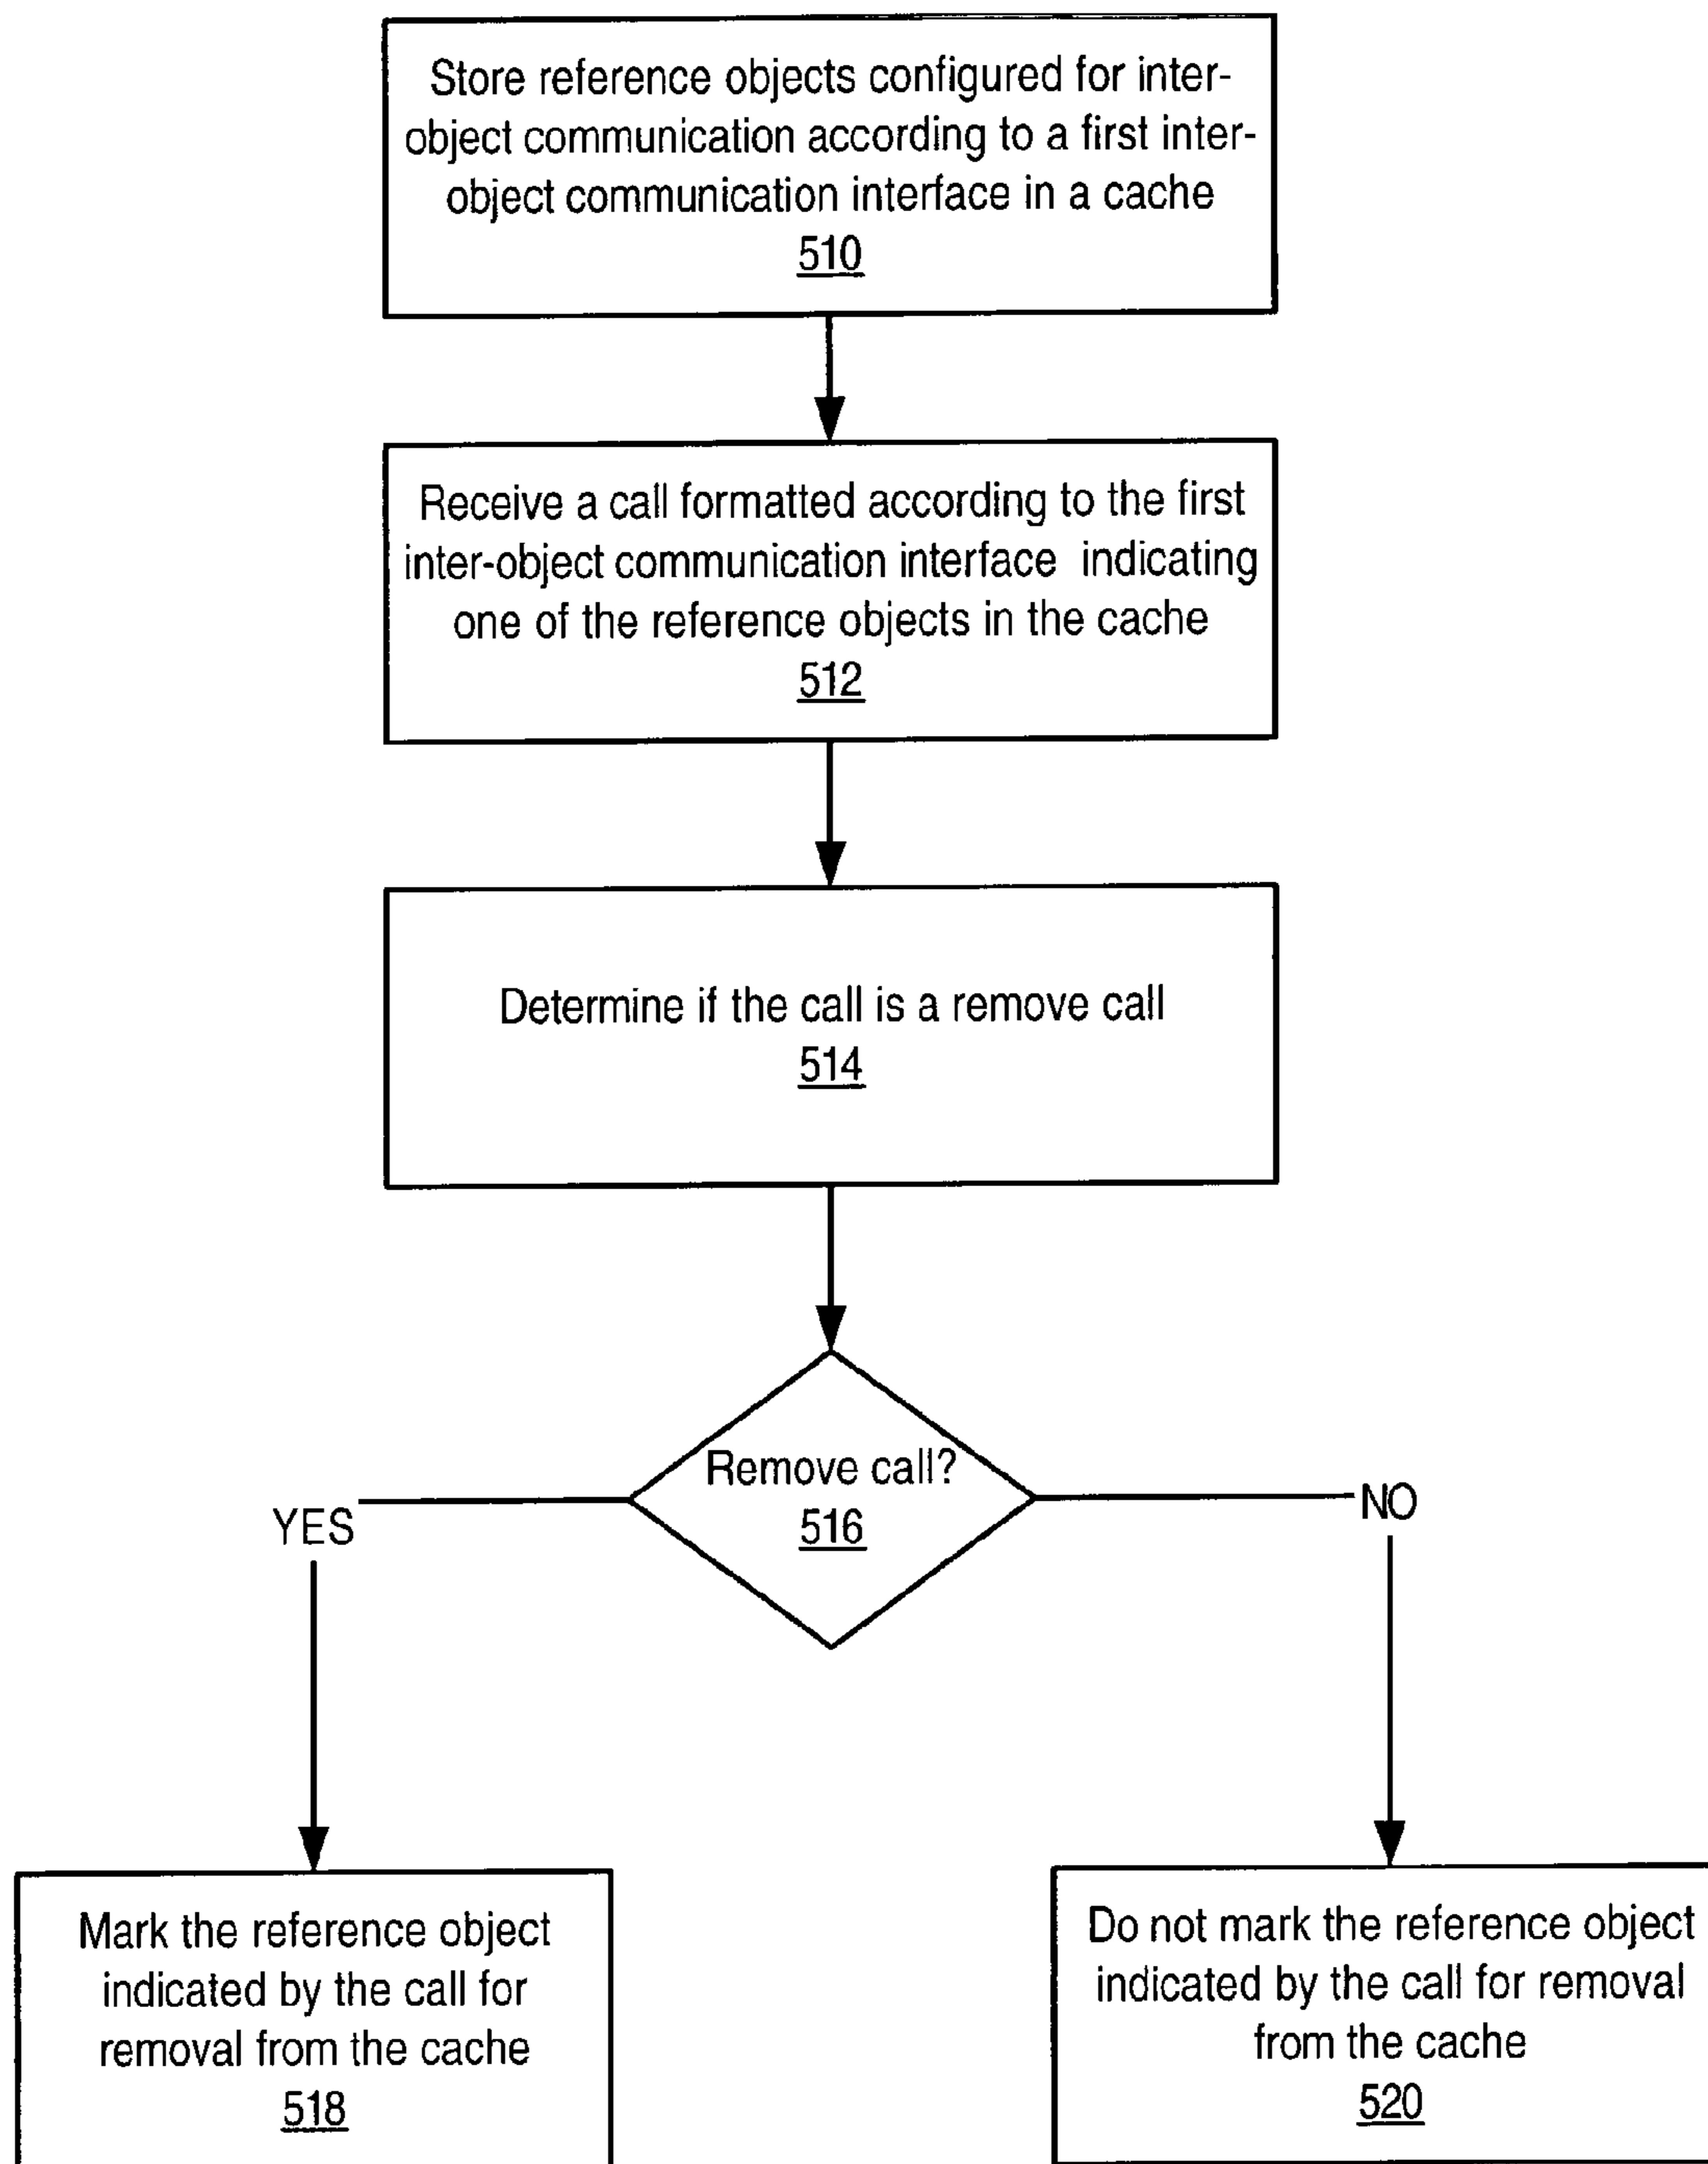 Store reference objects configured for inter-
object communication according to a first inter-
object communication interface in a cache
510
Receive a call formatted according to the first
inter-object communication interface indicating
one of the reference objects in the cache
512
Determine if the call is a remove call
514
Remove call?
516
YES
NO
Mark the reference object
indicated by the call for
removal from the cache
518
Do not mark the reference object
indicated by the call for removal
from the cache
520